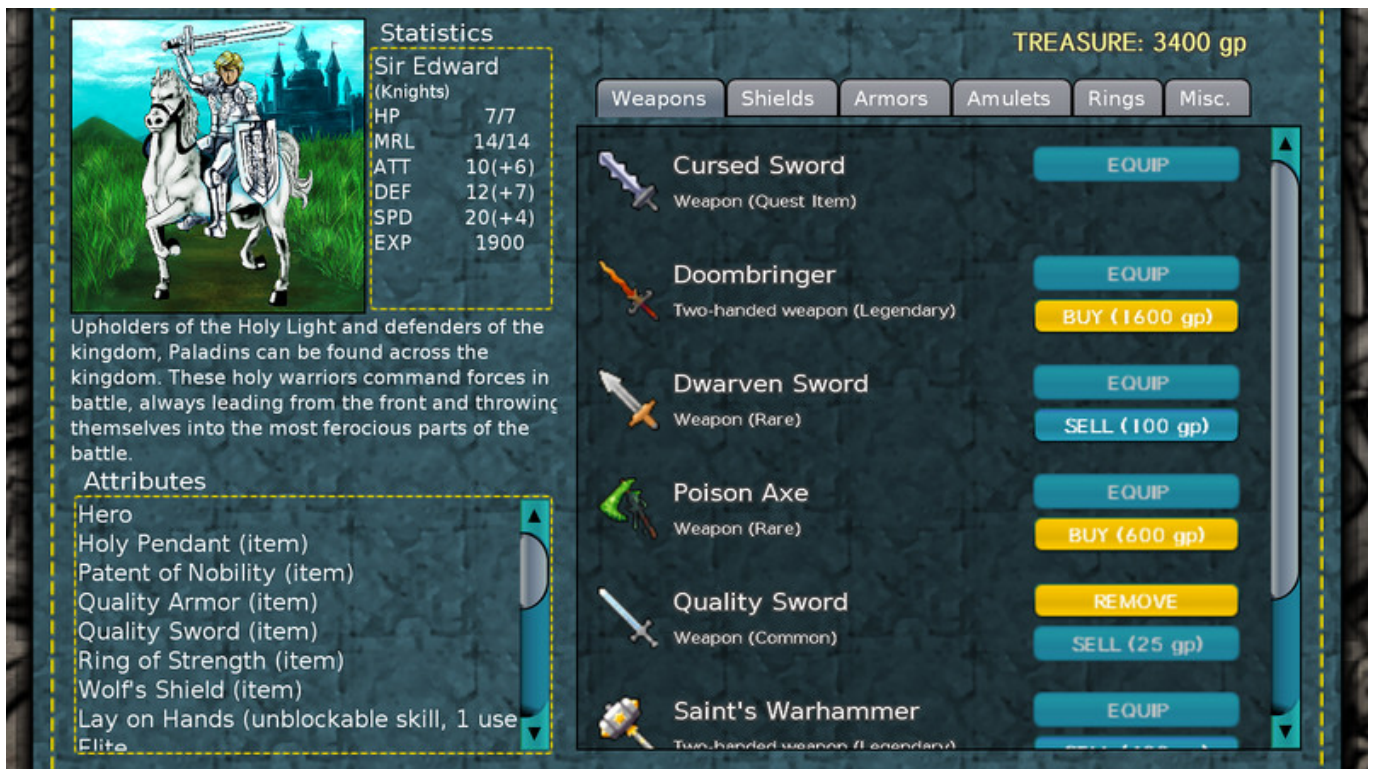 Statistics
Sir Edward
(Knights)
HP 7/7
MRL 14/14
ATT 10(+6)
DEF 12(+7)
SPD 20(+4)
EXP 1900
Upholders of the Holy Light and defenders of the
kingdom, Paladins can be found across the
kingdom. These holy warriors command forces in
battle, always leading from the front and throwing
themselves into the most ferocious parts of the
battle.
Attributes
Hero
Holy Pendant (item)
Patent of Nobility (item)
Quality Armor (item)
Quality Sword (item)
Ring of Strength (item)
Wolf's Shield (item)
Lay on Hands (unblockable skill, 1 use
Elite
TREASURE: 3400 gp
Weapons Shields Armors Amulets Rings Misc.
Cursed Sword EQUIP
Weapon (Quest Item)
Doombringer EQUIP
Two-handed weapon (Legendary) BUY (1600 gp)
Dwarven Sword EQUIP
Weapon (Rare) SELL (100 gp)
Poison Axe EQUIP
Weapon (Rare) BUY (600 gp)
Quality Sword REMOVE
Weapon (Common) SELL (25 gp)
Saint's Warhammer EQUIP
Two-handed weapon (Legendary)